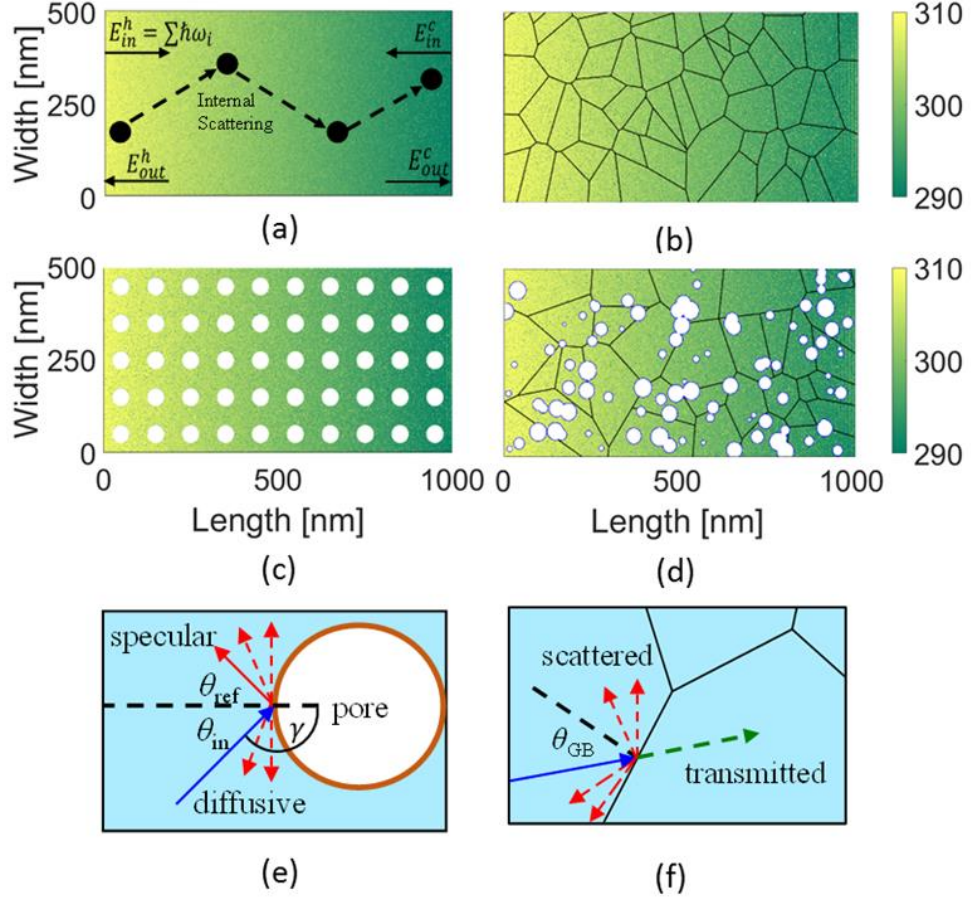 500
250
0
Width [nm]
E_in^h = ∑ℏω_i
E_in^c
Internal
Scattering
E_out^h
E_out^c
(a)
(b)
310
300
290
500
250
0
Width [nm]
0
500
1000
Length [nm]
(c)
0
500
1000
Length [nm]
(d)
310
300
290
specular
θ_ref
θ_in
γ
pore
diffusive
(e)
scattered
θ_GB
transmitted
(f)